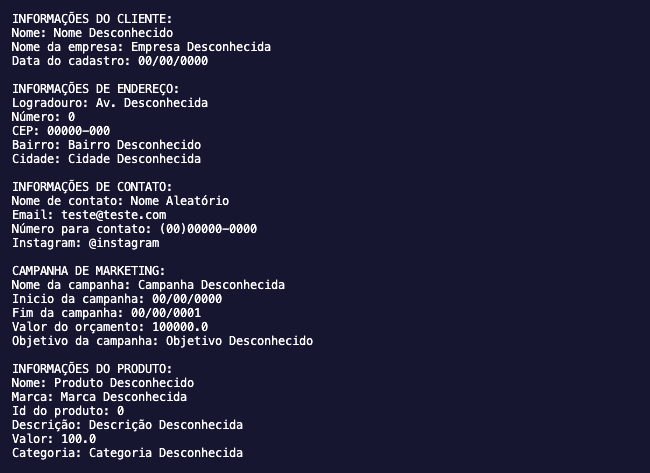 INFORMAÇÕES DO CLIENTE:
Nome: Nome Desconhecido
Nome da empresa: Empresa Desconhecida
Data do cadastro: 00/00/0000
INFORMAÇÕES DE ENDEREÇO:
Logradouro: Av. Desconhecida
Número: 0
CEP: 00000-000
Bairro: Bairro Desconhecido
Cidade: Cidade Desconhecida
INFORMAÇÕES DE CONTATO:
Nome de contato: Nome Aleatório
Email: teste@teste.com
Número para contato: (00)00000-0000
Instagram: @instagram
CAMPANHA DE MARKETING:
Nome da campanha: Campanha Desconhecida
Inicio da campanha: 00/00/0000
Fim da campanha: 00/00/0001
Valor do orçamento: 100000.0
Objetivo da campanha: Objetivo Desconhecido
INFORMAÇÕES DO PRODUTO:
Nome: Produto Desconhecido
Marca: Marca Desconhecida
Id do produto: 0
Descrição: Descrição Desconhecida
Valor: 100.0
Categoria: Categoria Desconhecida